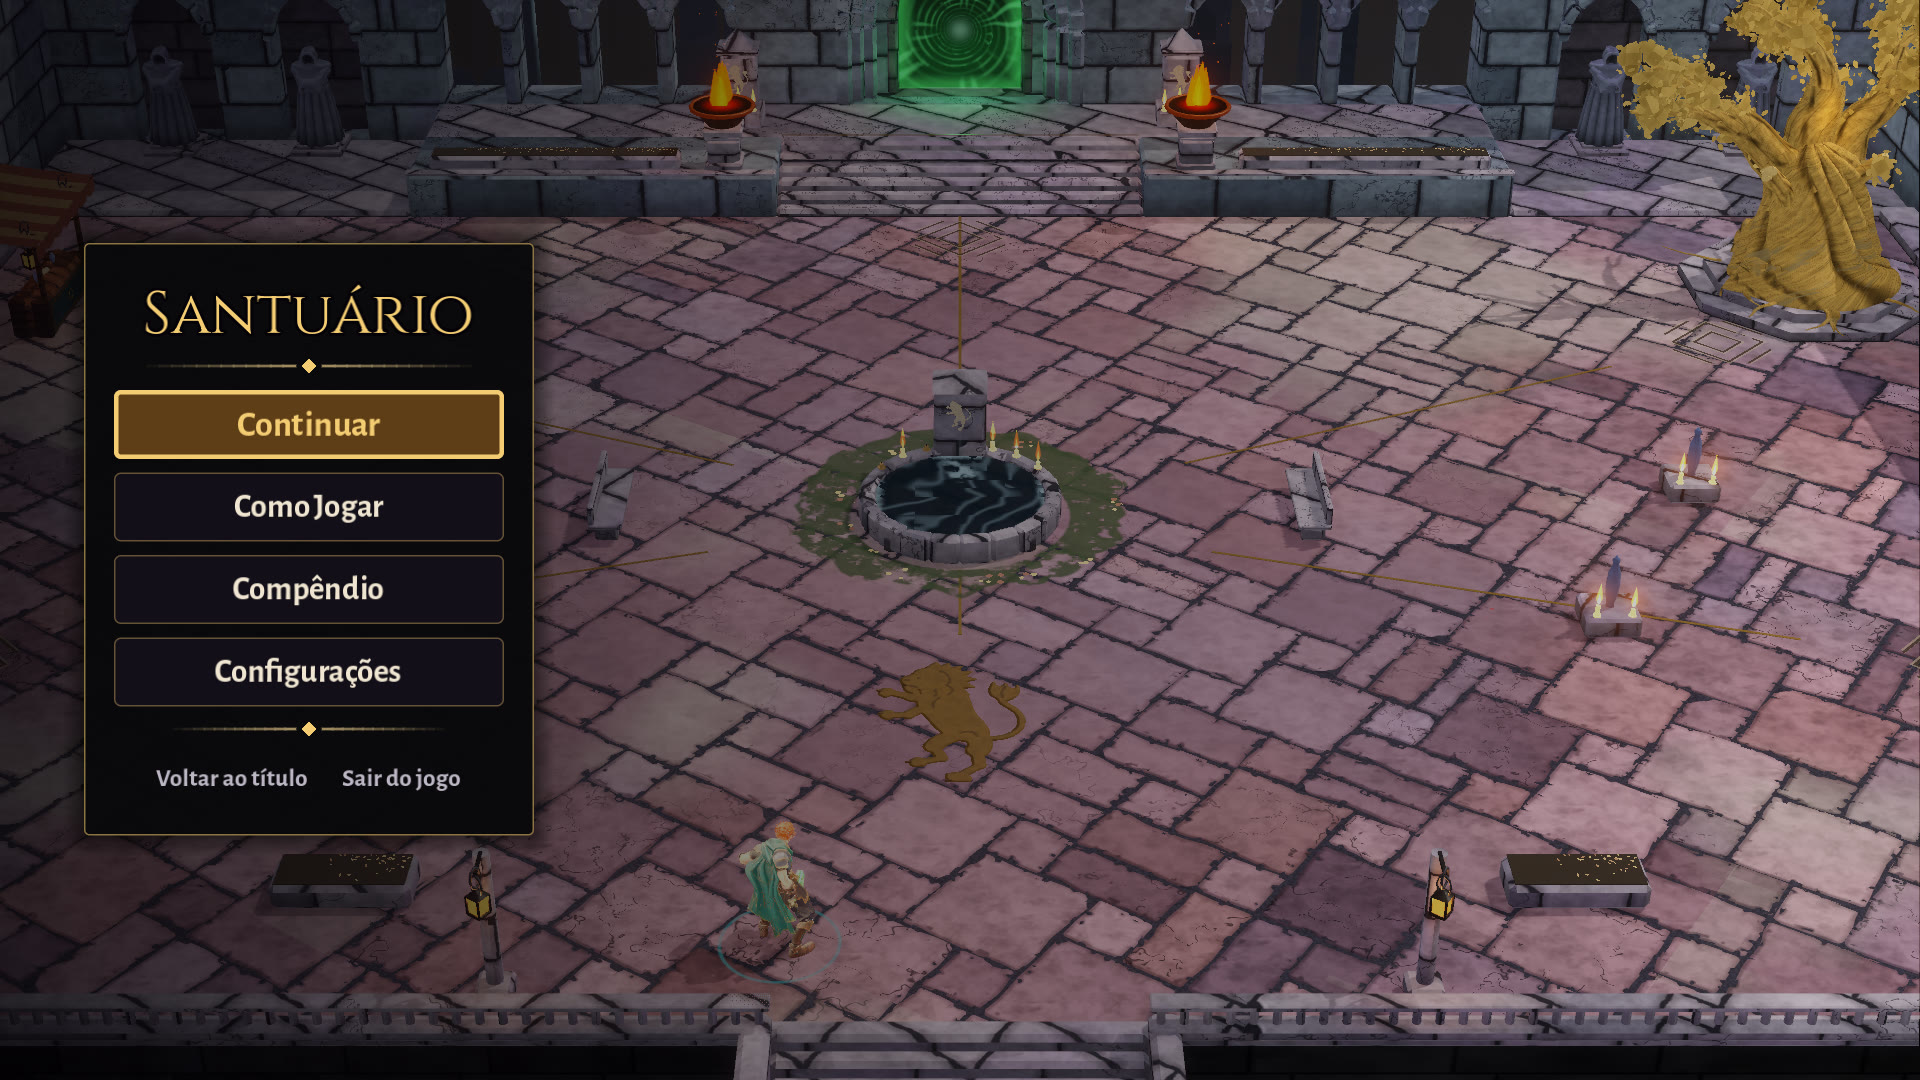 Santuário
Continuar
Como Jogar
Compêndio
Configurações
Voltar ao título
Sair do jogo